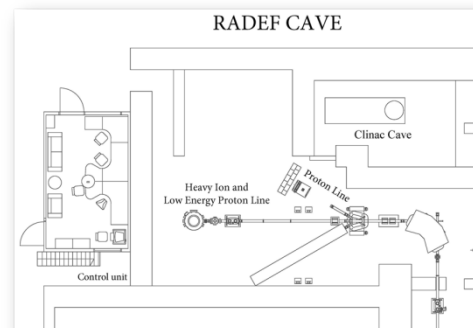 RADEF CAVE
Clinac Cave
Heavy Ion and
Low Energy Proton Line
Proton Line
Control unit